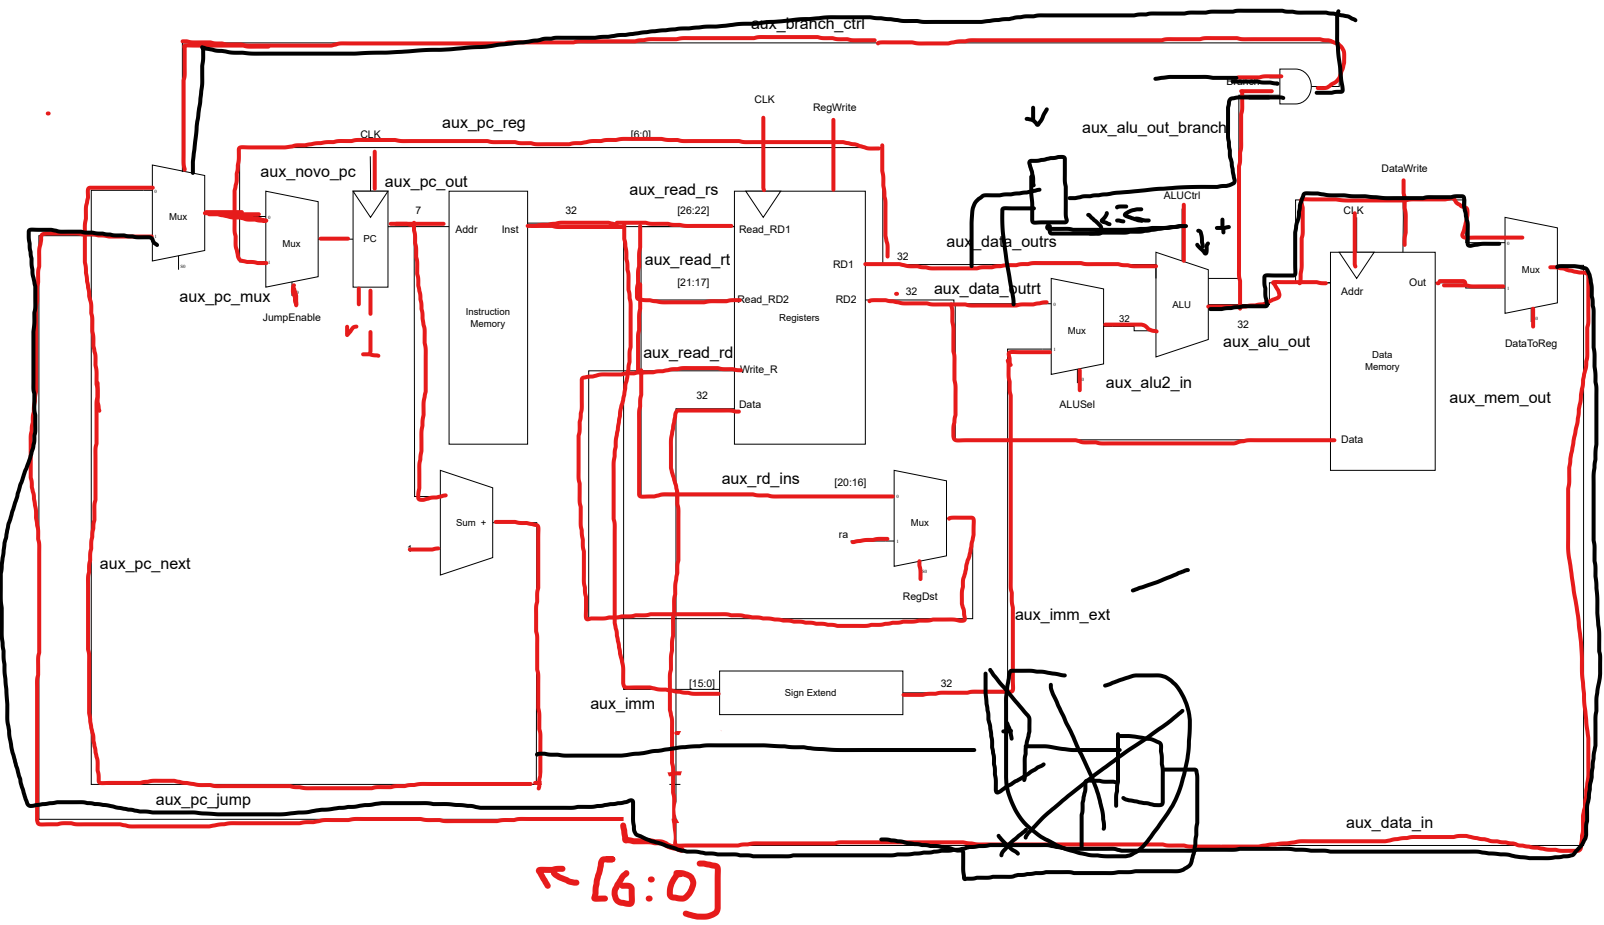 aux_branch_ctrl
CLK
RegWrite
aux_pc_reg
CLK
[6:0]
aux_alu_out_branch
DataWrite
aux_novo_pc
aux_pc_out
aux_read_rs
ALUCtrl
CLK
7
32
[26:22]
+
Mux
Mux
PC
Addr
Inst
Read_RD1
aux_data_outrs
32
RD1
aux_read_rt
[21:17]
Mux
aux_pc_mux
JumpEnable
Instruction
Memory
Read_RD2
Registers
RD2
32
aux_data_outrt
ALU
Addr
Out
32
32
Mux
aux_alu_out
DataToReg
aux_read_rd
Write_R
Data
Memory
32
Data
aux_alu2_in
ALUSel
aux_mem_out
Data
aux_rd_ins
[20:16]
Sum +
Mux
ra
1
aux_pc_next
RegDst
aux_imm_ext
[15:0]
Sign Extend
32
aux_imm
aux_pc_jump
aux_data_in
[6:0]